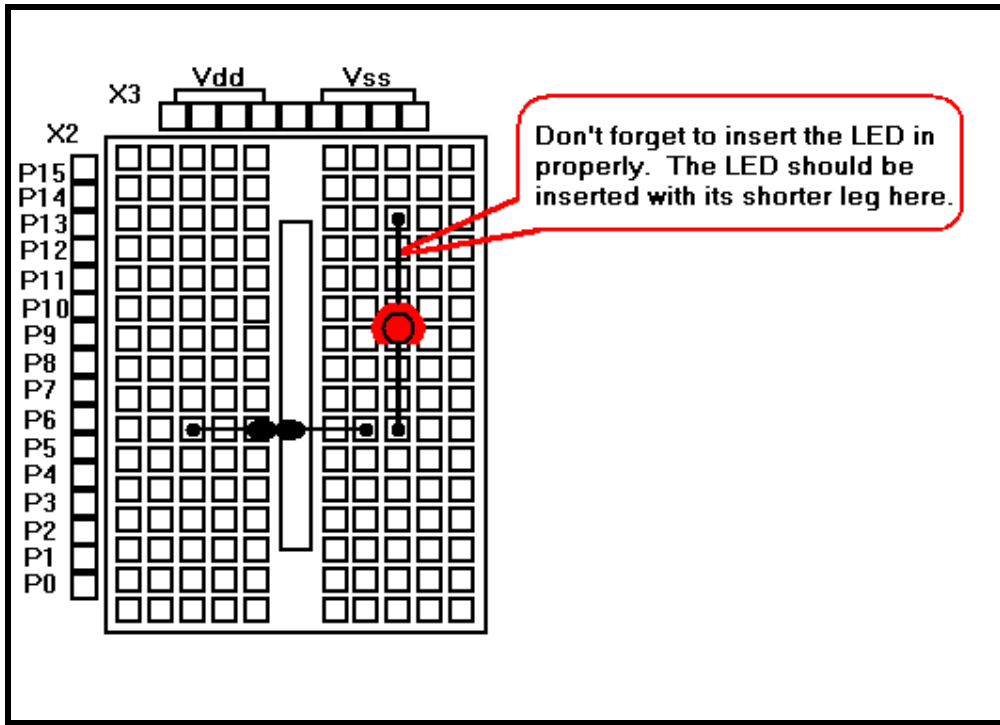 Vdd Vss
X3
X2
Don't forget to insert the LED in
properly. The LED should be
inserted with its shorter leg here.
P15
P14
P13
P12
P11
P10
P9
P8
P7
P6
P5
P4
P3
P2
P1
P0